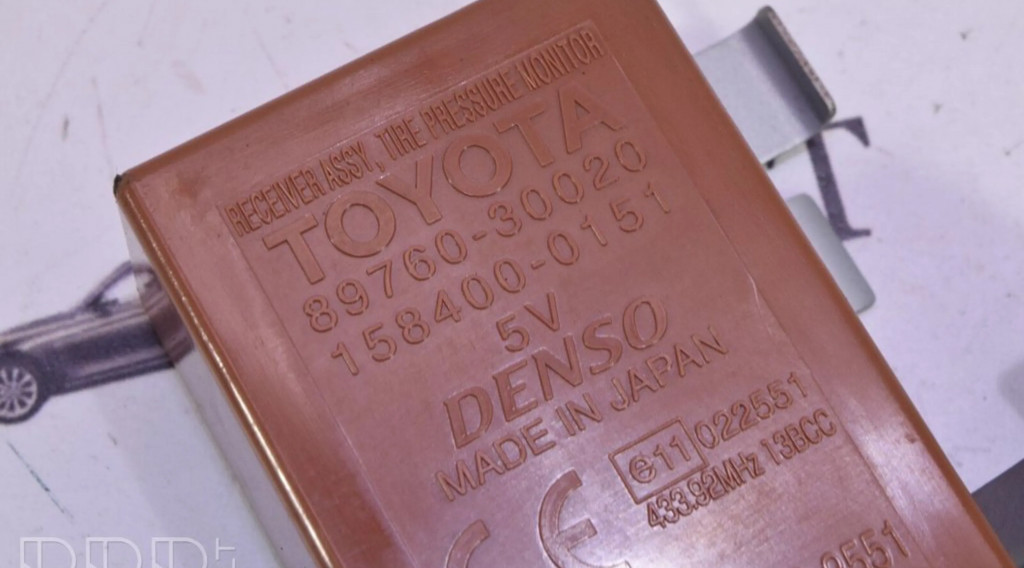 RECEIVER ASSY, TIRE PRESSURE MONITOR
TOYOTA
89760-30020
158400-0151
5V
DENSO
MADE IN JAPAN
e11 022551
433.92MHz 13BCC
CE